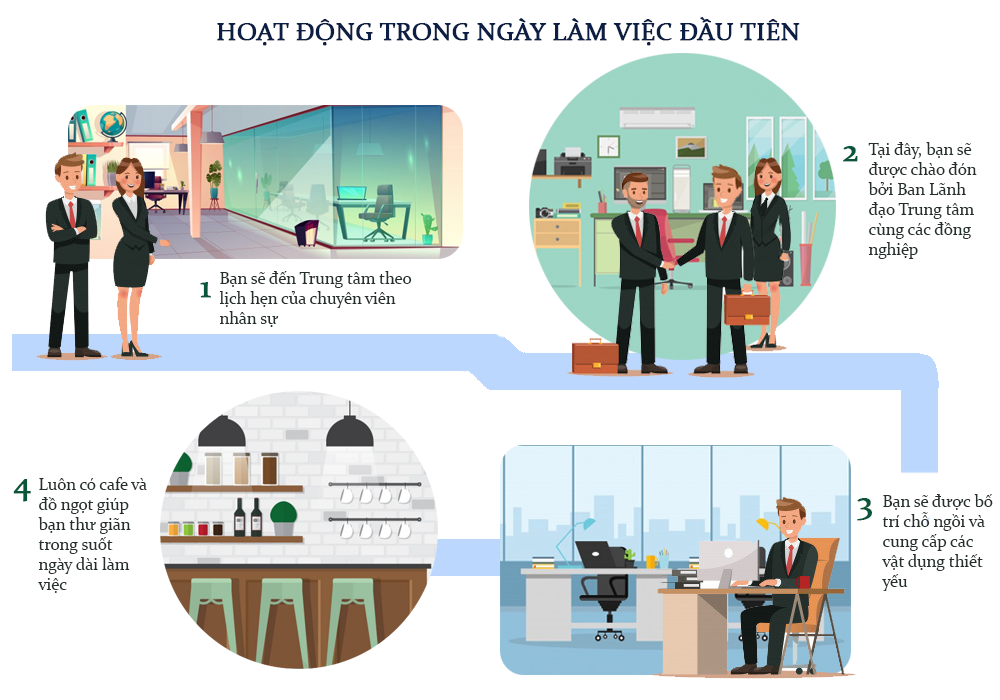 HOẠT ĐỘNG TRONG NGÀY LÀM VIỆC ĐẦU TIÊN
1
Bạn sẽ đến Trung tâm theo
lịch hẹn của chuyên viên
nhân sự
2
Tại đây, bạn sẽ
được chào đón
bởi Ban Lãnh
đạo Trung tâm
cùng các đồng
nghiệp
3
Bạn sẽ được bố
trí chỗ ngồi và
cung cấp các
vật dụng thiết
yếu
4
Luôn có cafe và
đồ ngọt giúp
bạn thư giãn
trong suốt
ngày dài làm
việc